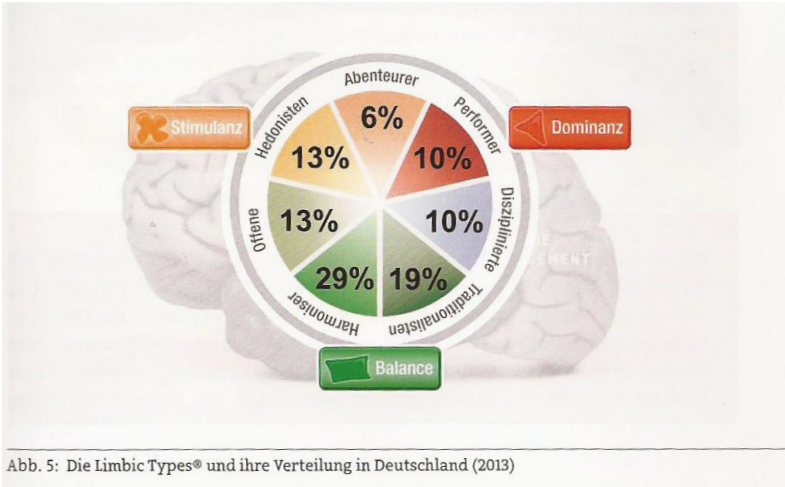 Abenteurer
6%
Hedonisten
Performer
Stimulanz
Dominanz
13%
10%
Offene
13%
10%
Disziplinierte
29%
19%
Harmoniser
Traditionalisten
Balance
Abb. 5: Die Limbic Types® und ihre Verteilung in Deutschland (2013)